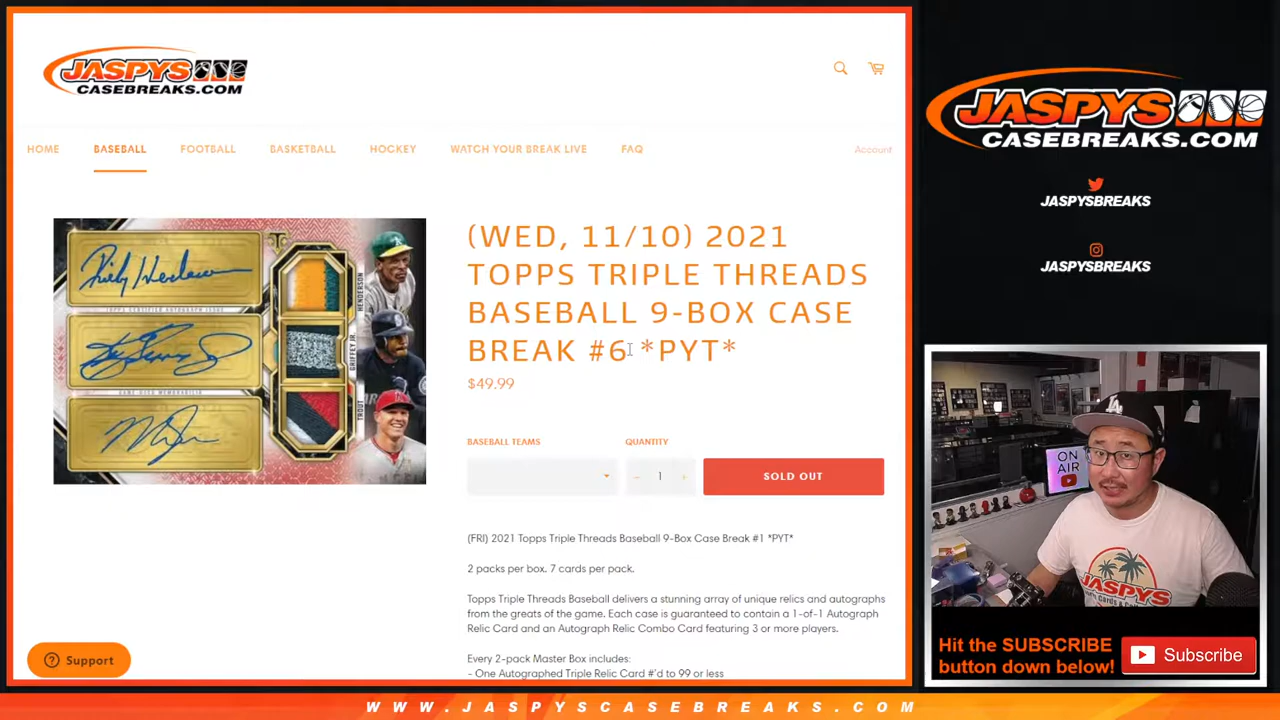 JASPYS
CASEBREAKS.COM
HOME
BASEBALL
FOOTBALL
BASKETBALL
HOCKEY
WATCH YOUR BREAK LIVE
FAQ
Account
HENDERSON
GRIFFEY JR.
TROUT
(WED, 11/10) 2021
TOPPS TRIPLE THREADS
BASEBALL 9-BOX CASE
BREAK #6 *PYT*
$49.99
BASEBALL TEAMS
QUANTITY
1
SOLD OUT
(FRI) 2021 Topps Triple Threads Baseball 9-Box Case Break #1 *PYT*
2 packs per box. 7 cards per pack.
Topps Triple Threads Baseball delivers a stunning array of unique relics and autographs
from the greats of the game. Each case is guaranteed to contain a 1-of-1 Autograph
Relic Card and an Autograph Relic Combo Card featuring 3 or more players.
Every 2-pack Master Box includes:
- One Autographed Triple Relic Card #'d to 99 or less
Support
JASPYS
CASEBREAKS.COM
JASPYSBREAKS
JASPYSBREAKS
ON
AIR
LA
JASPYS
Hit the SUBSCRIBE
button down below!
Subscribe
WWW.JASPYSCASEBREAKS.COM